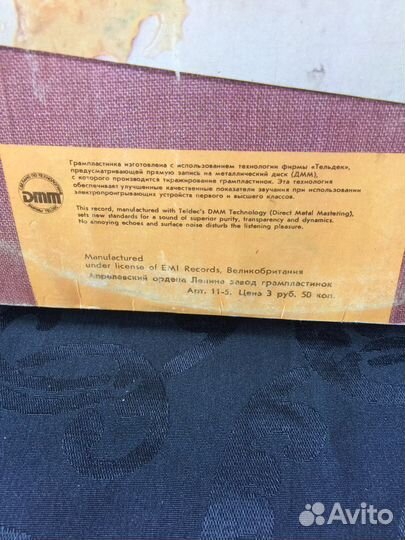 Грампластинка изготовлена с использованием технологии фирмы «Тельдек»,
предусматривающей прямую запись на металлический диск (ДММ),
с которого производится тиражирование грампластинок. Эта технология
обеспечивает улучшенные качественные показатели звучания при использовании
электропроигрывающих устройств первого и высшего классов.
DMM
This record, manufactured with Teldec's DMM Technology (Direct Metal Mastering),
sets new standards for a sound of superior purity, transparency and dynamics.
No annoying echoes and surface noise disturb the listening pleasure.
Manufactured
under license of EMI Records, Великобритания
Апрелевский ордена Ленина завод грампластинок
Арт. 11-5. Цена 3 руб. 50 коп.
Avito